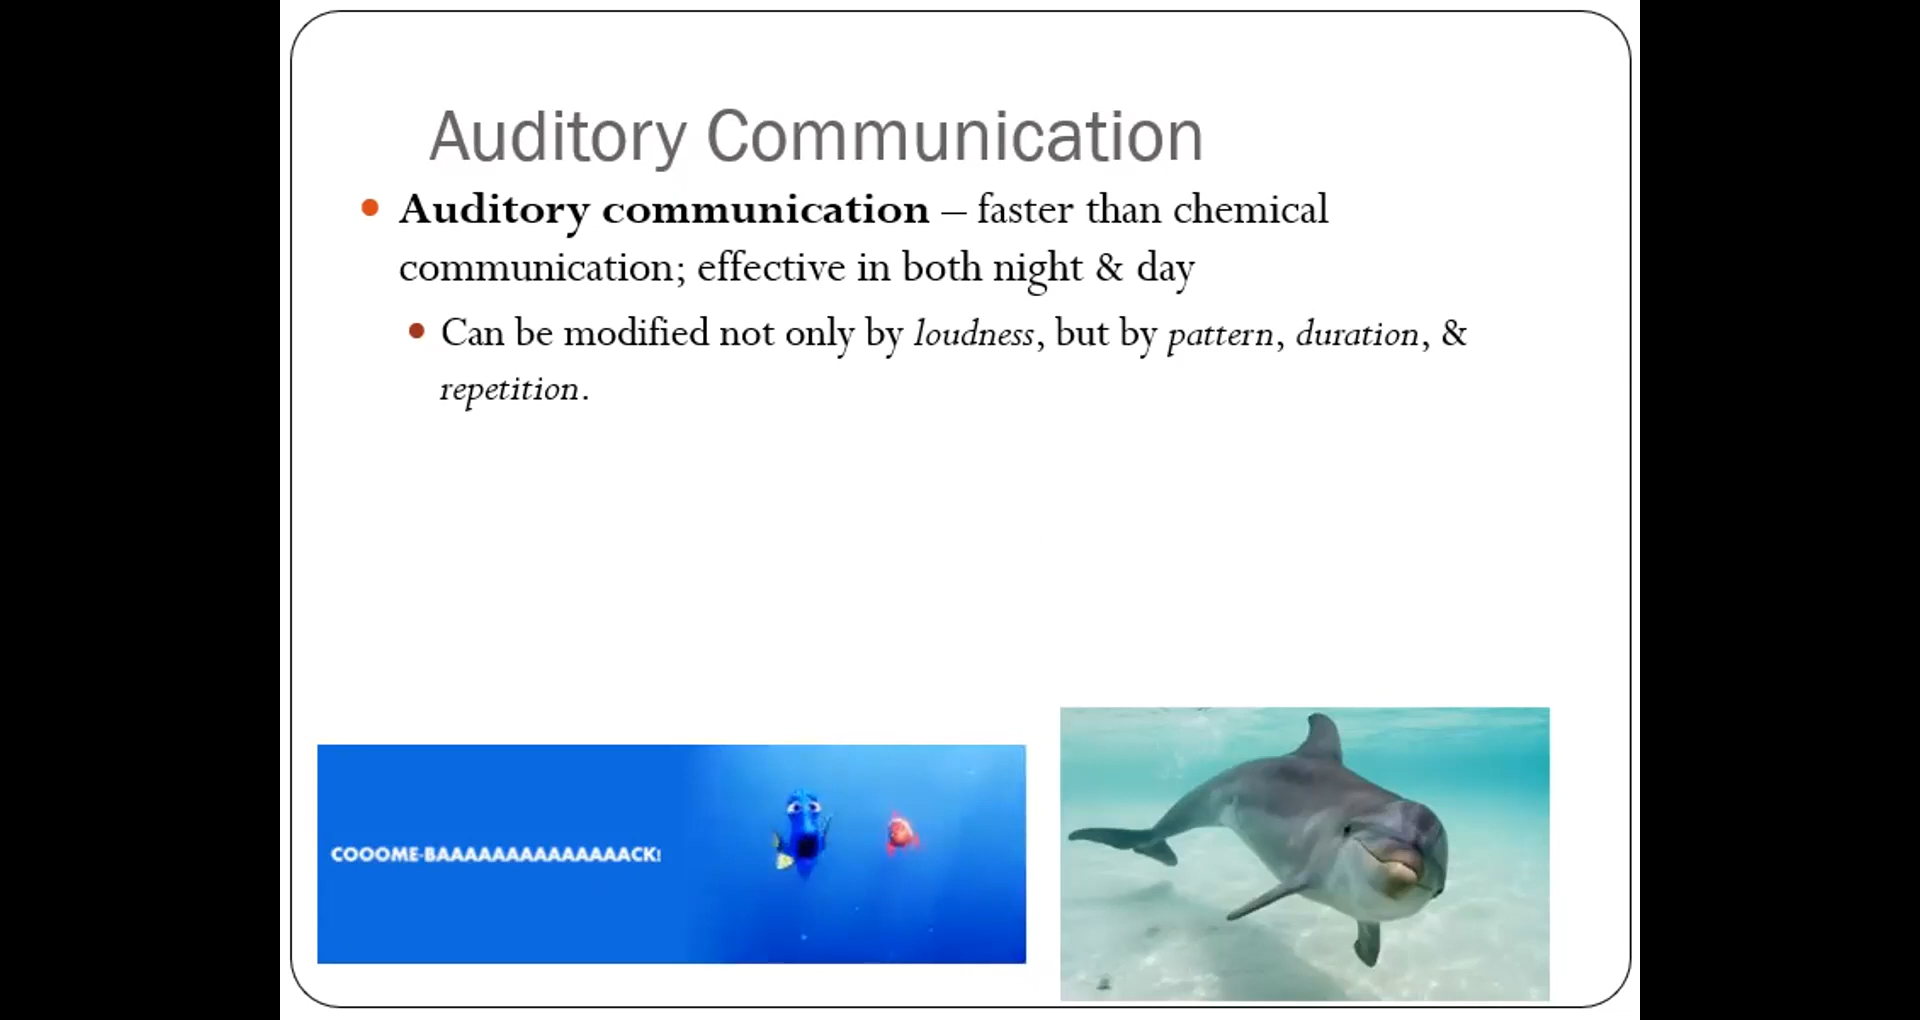 Auditory Communication
Auditory communication – faster than chemical
communication; effective in both night & day
Can be modified not only by loudness, but by pattern, duration, &
repetition.
COOOME-BAAAAAAAAAAAAAAACK!